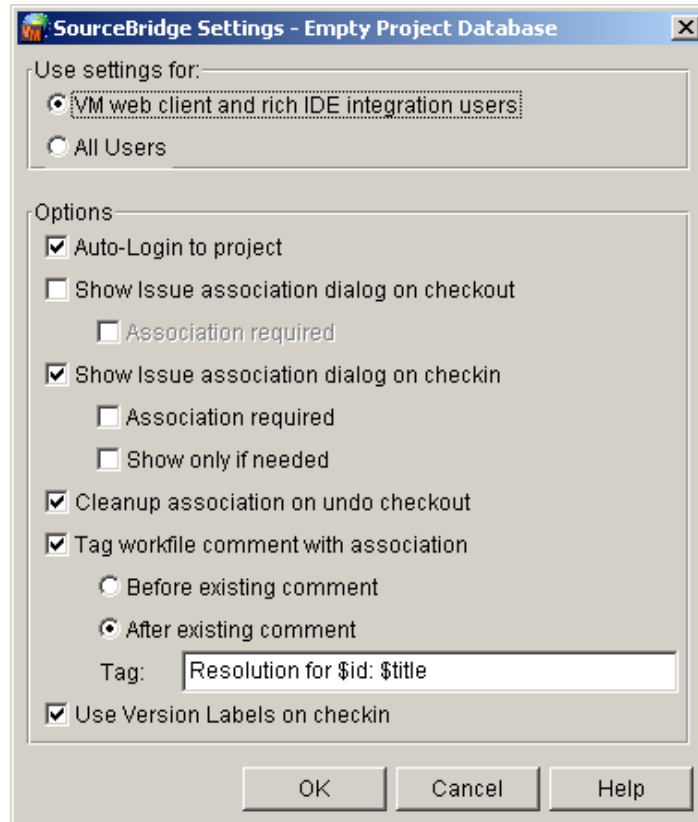 SourceBridge Settings - Empty Project Database
Use settings for:
VM web client and rich IDE integration users
All Users
Options
Auto-Login to project
Show Issue association dialog on checkout
Association required
Show Issue association dialog on checkin
Association required
Show only if needed
Cleanup association on undo checkout
Tag workfile comment with association
Before existing comment
After existing comment
Tag: Resolution for $id: $title
Use Version Labels on checkin
OK Cancel Help